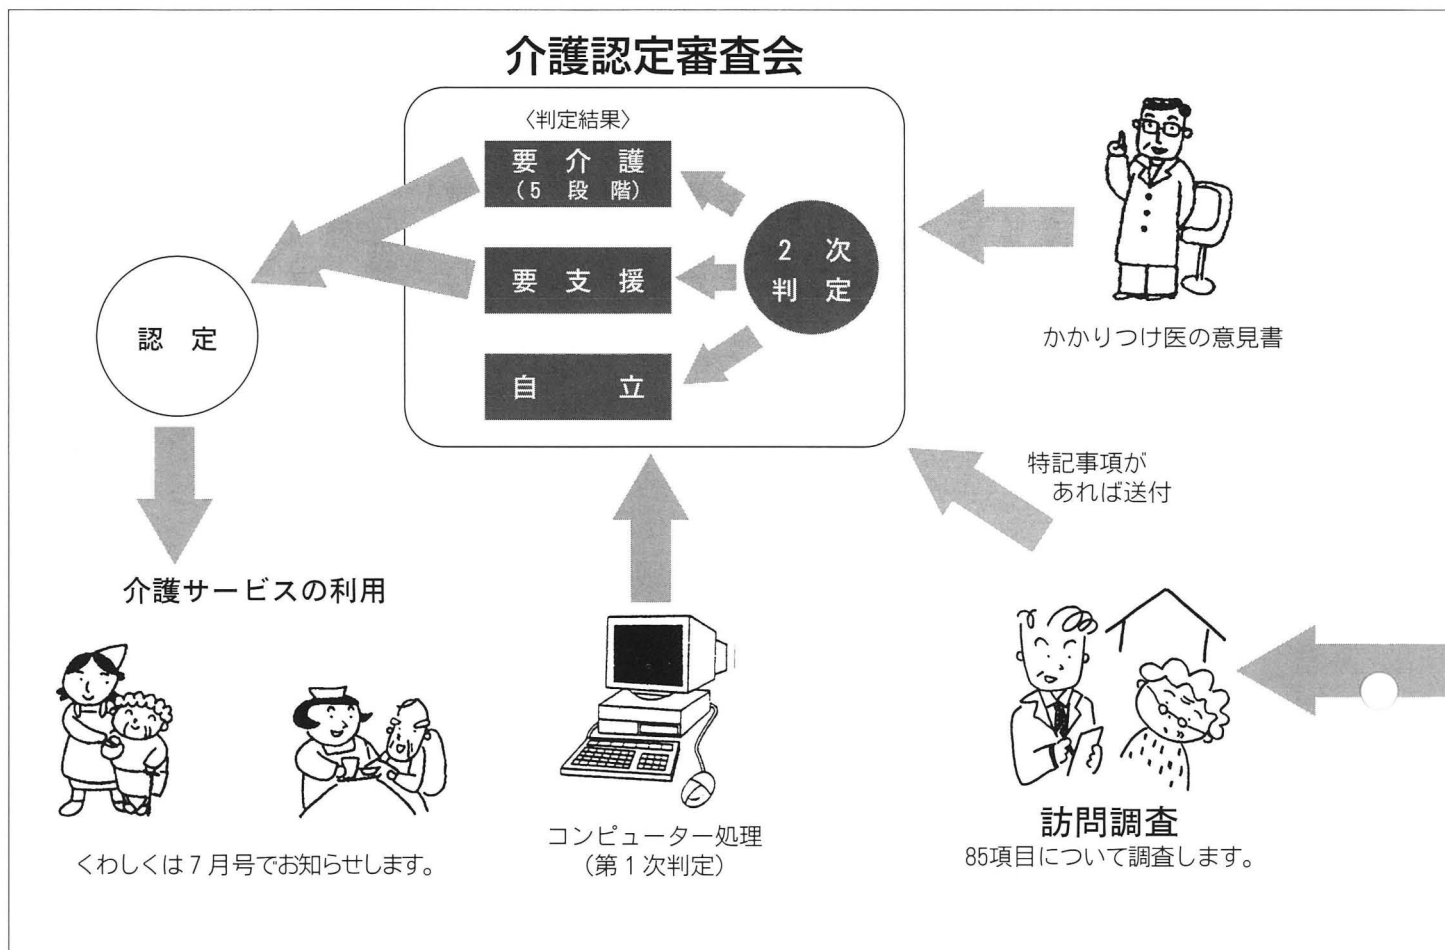 介護認定審査会
〈判定結果〉
要介護
(5段階)
要支援
自立
2次
判定
認定
かかりつけ医の意見書
特記事項が
あれば送付
介護サービスの利用
くわしくは7月号でお知らせします。
コンピューター処理
(第1次判定)
訪問調査
85項目について調査します。